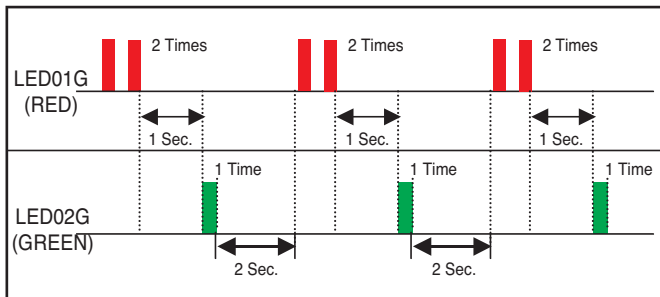 2 Times 2 Times 2 Times
LED01G
(RED)
1 Sec. 1 Sec. 1 Sec.
1 Time 1 Time 1 Time
LED02G
(GREEN)
2 Sec. 2 Sec.